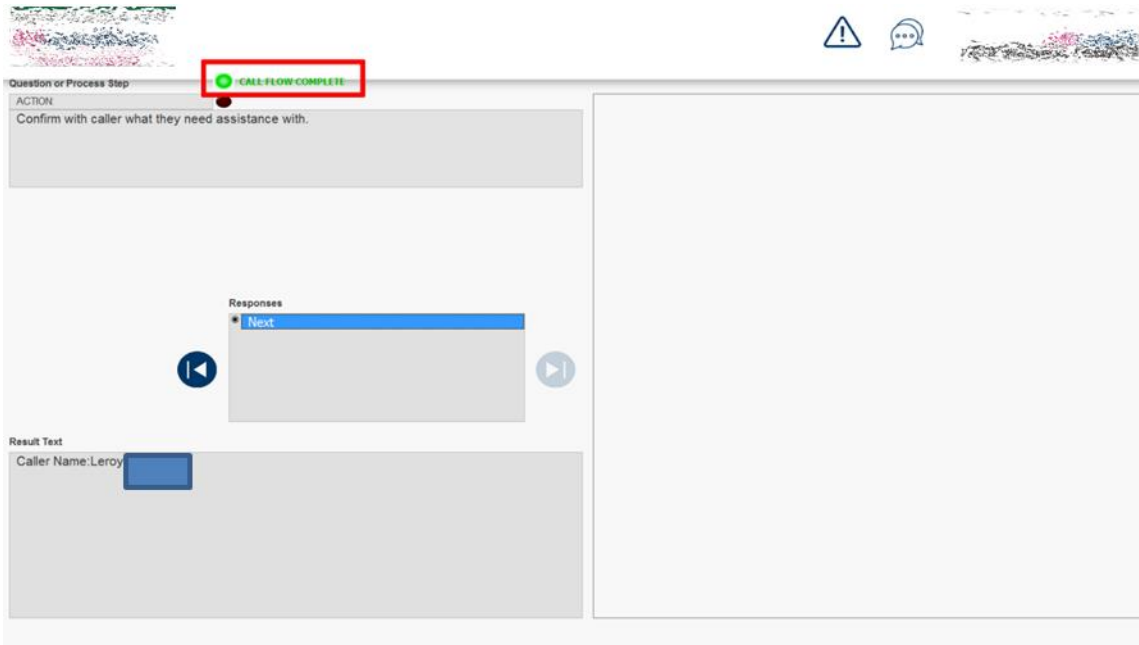 Question or Process Step
CALL FLOW COMPLETE
ACTION:
Confirm with caller what they need assistance with.
Responses
Next
Result Text
Caller Name:Leroy